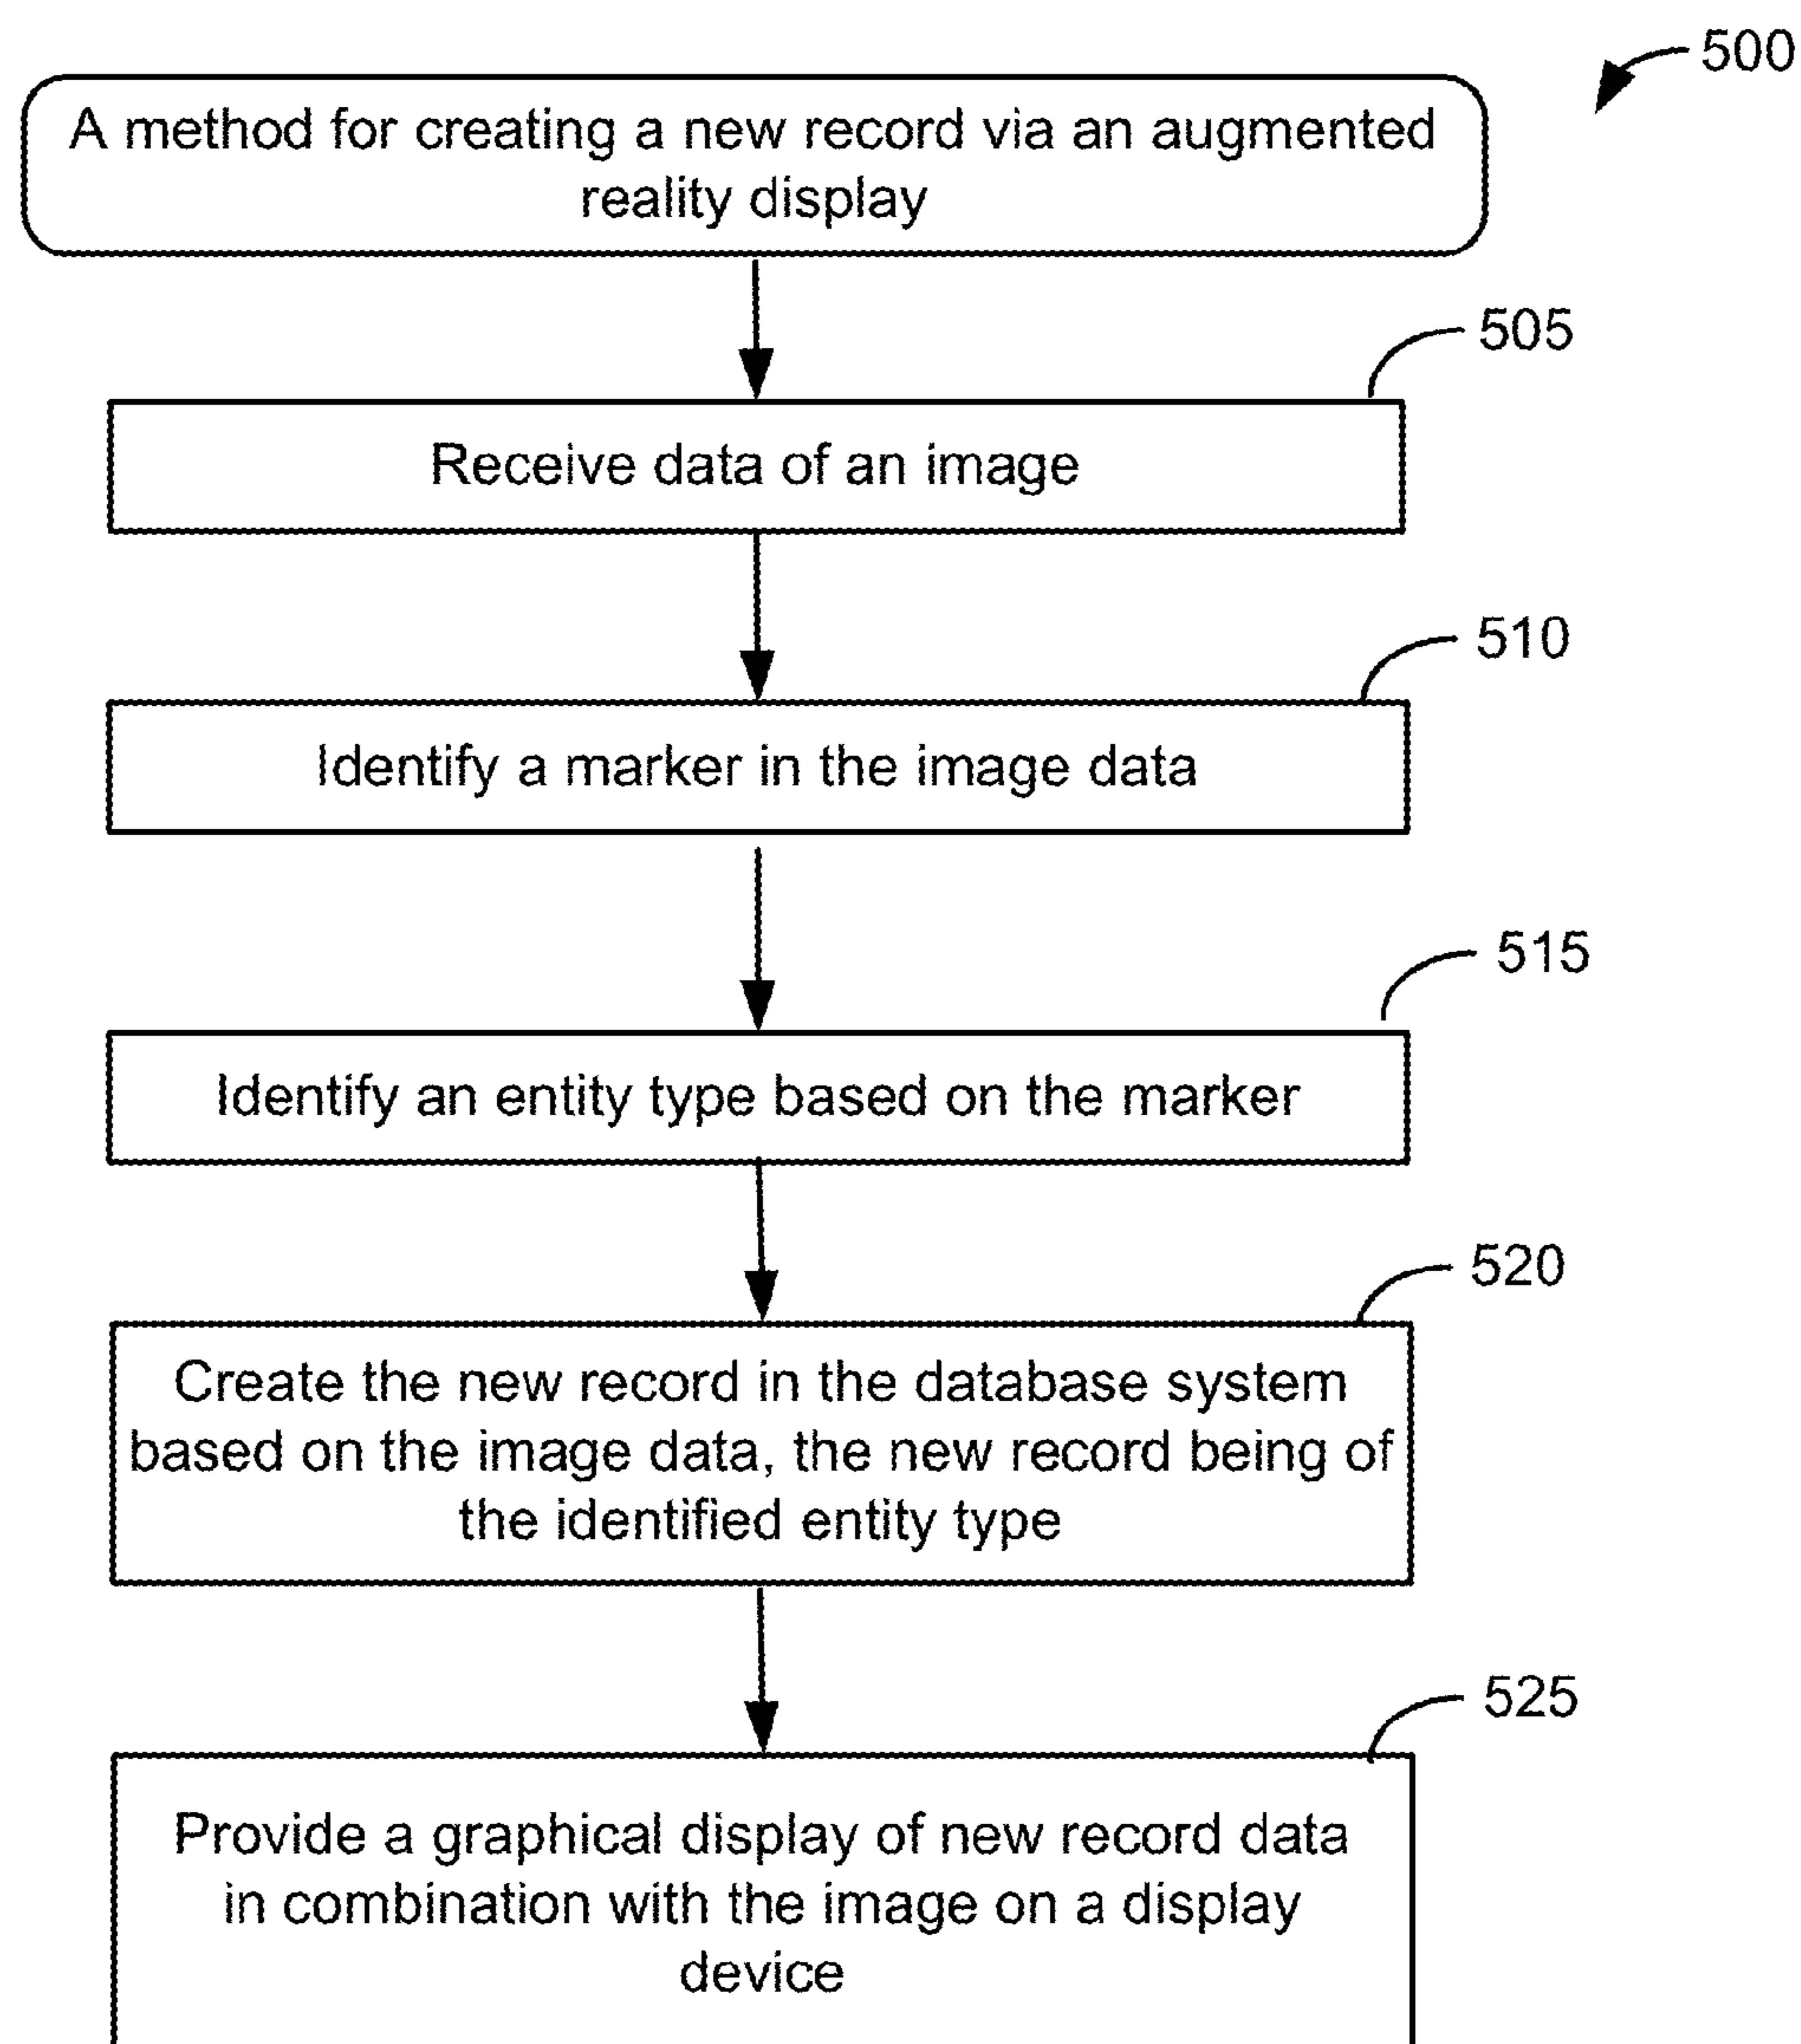 500
A method for creating a new record via an augmented
reality display
505
Receive data of an image
510
Identify a marker in the image data
515
Identify an entity type based on the marker
520
Create the new record in the database system
based on the image data, the new record being of
the identified entity type
525
Provide a graphical display of new record data
in combination with the image on a display
device